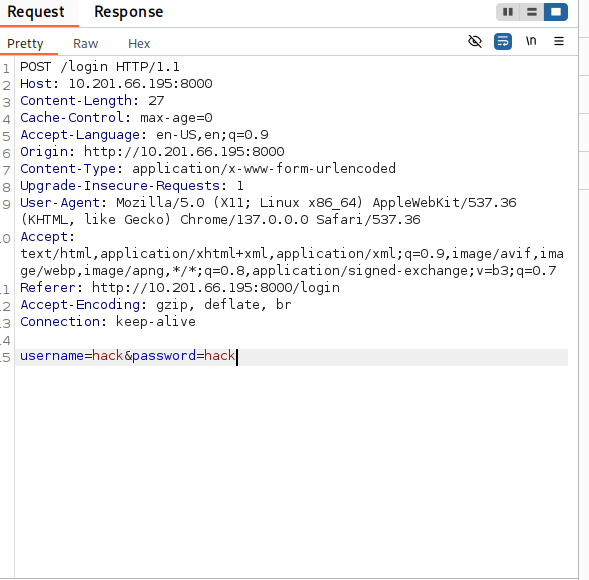 Request Response
Pretty Raw Hex \n
1 POST /login HTTP/1.1
2 Host: 10.201.66.195:8000
3 Content-Length: 27
4 Cache-Control: max-age=0
5 Accept-Language: en-US,en;q=0.9
6 Origin: http://10.201.66.195:8000
7 Content-Type: application/x-www-form-urlencoded
8 Upgrade-Insecure-Requests: 1
9 User-Agent: Mozilla/5.0 (X11; Linux x86_64) AppleWebKit/537.36
(KHTML, like Gecko) Chrome/137.0.0.0 Safari/537.36
0 Accept:
text/html,application/xhtml+xml,application/xml;q=0.9,image/avif,ima
ge/webp,image/apng,*/*;q=0.8,application/signed-exchange;v=b3;q=0.7
1 Referer: http://10.201.66.195:8000/login
2 Accept-Encoding: gzip, deflate, br
3 Connection: keep-alive
4
5 username=hack&password=hack